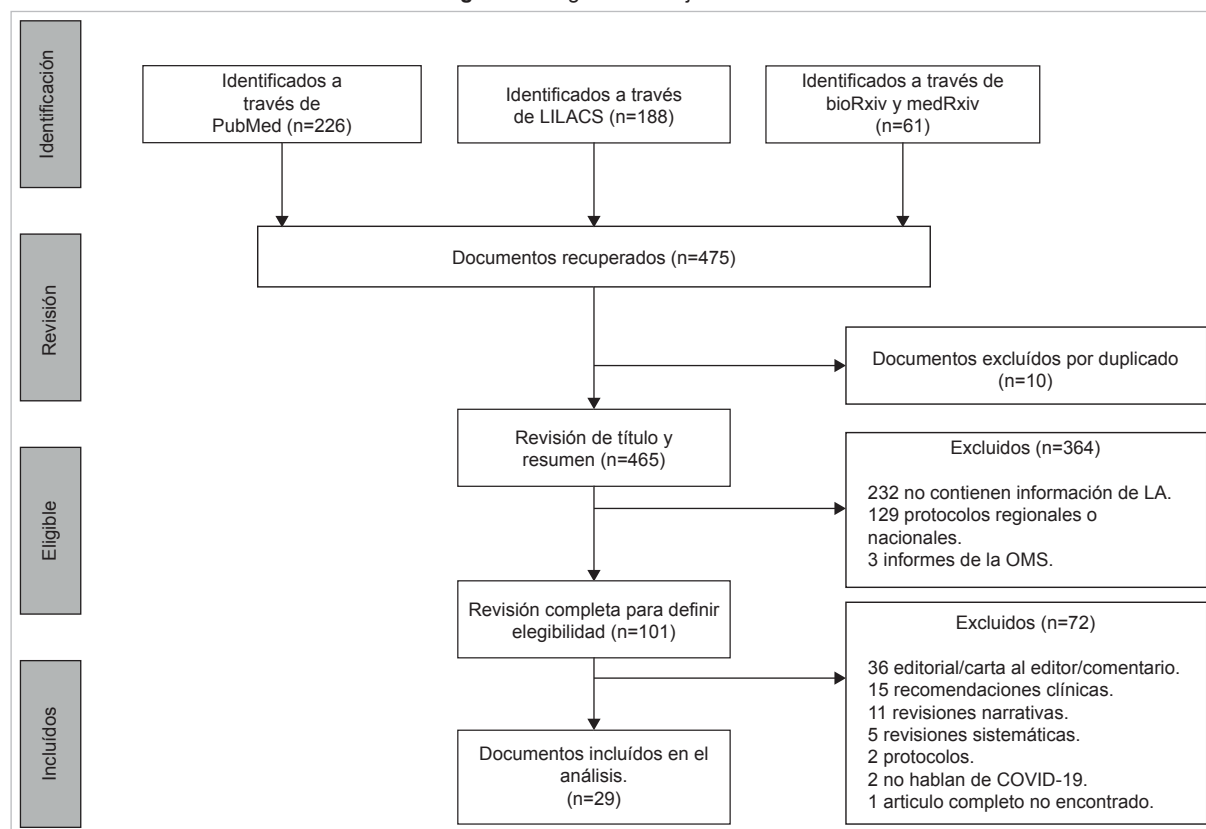 Identificación
Identificados a
través de
PubMed (n=226)
Identificados a través
de LILACS (n=188)
Identificados a través de
bioRxiv y medRxiv
(n=61)
Revisión
Documentos recuperados (n=475)
Documentos excluídos por duplicado
(n=10)
Revisión de título y
resumen (n=465)
Eligible
Excluidos (n=364)
232 no contienen información de LA.
129 protocolos regionales o
nacionales.
3 informes de la OMS.
Revisión completa para definir
elegibilidad (n=101)
Incluídos
Excluidos (n=72)
36 editorial/carta al editor/comentario.
15 recomendaciones clínicas.
11 revisiones narrativas.
5 revisiones sistemáticas.
2 protocolos.
2 no hablan de COVID-19.
1 articulo completo no encontrado.
Documentos incluídos en el
análisis.
(n=29)